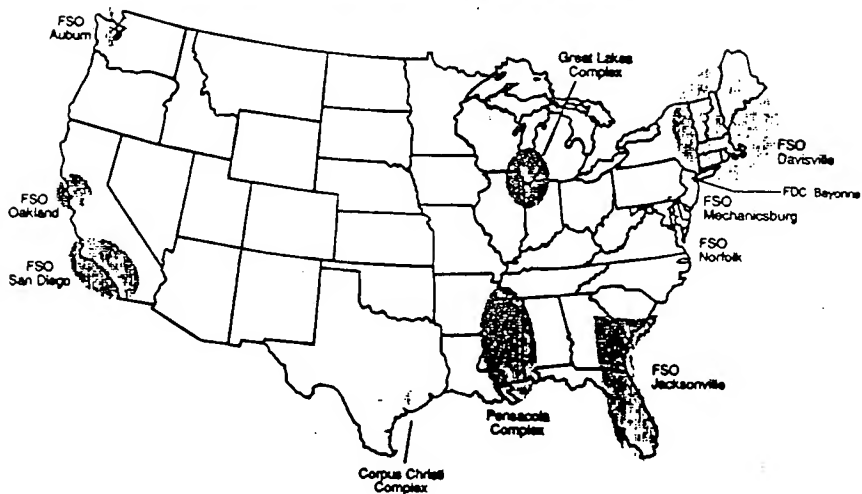 FSO
Auburn
Great Lakes
Complex
FSO
Davisville
FDC Bayonne
FSO
Mechanicsburg
FSO
Oakland
FSO
Norfolk
FSO
San Diego
FSO
Jacksonville
Pensacola
Complex
Corpus Christi
Complex